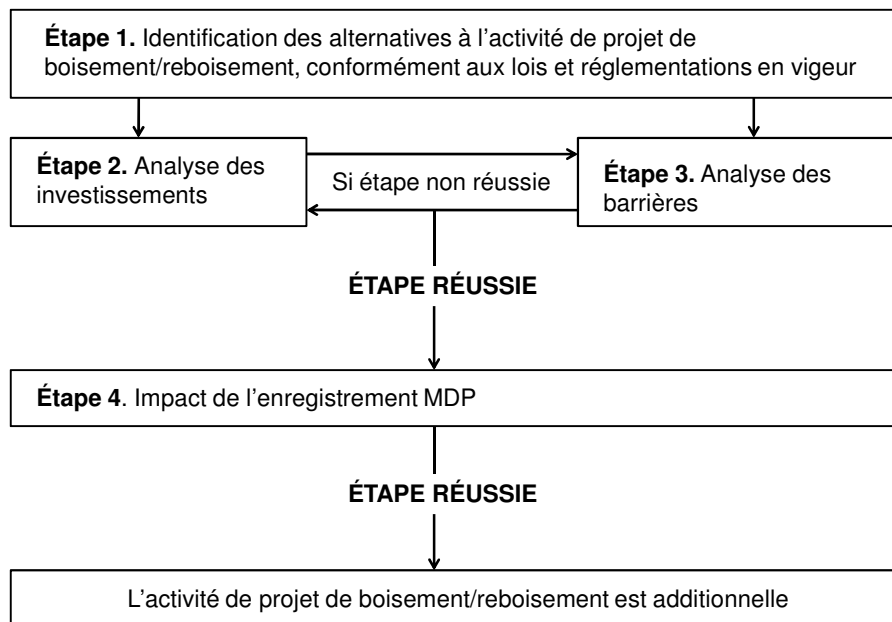 Étape 1. Identification des alternatives à l’activité de projet de
boisement/reboisement, conformément aux lois et réglementations en vigueur
Étape 2. Analyse des
investissements
Si étape non réussie
Étape 3. Analyse des
barrières
ÉTAPE RÉUSSIE
Étape 4. Impact de l’enregistrement MDP
ÉTAPE RÉUSSIE
L’activité de projet de boisement/reboisement est additionnelle